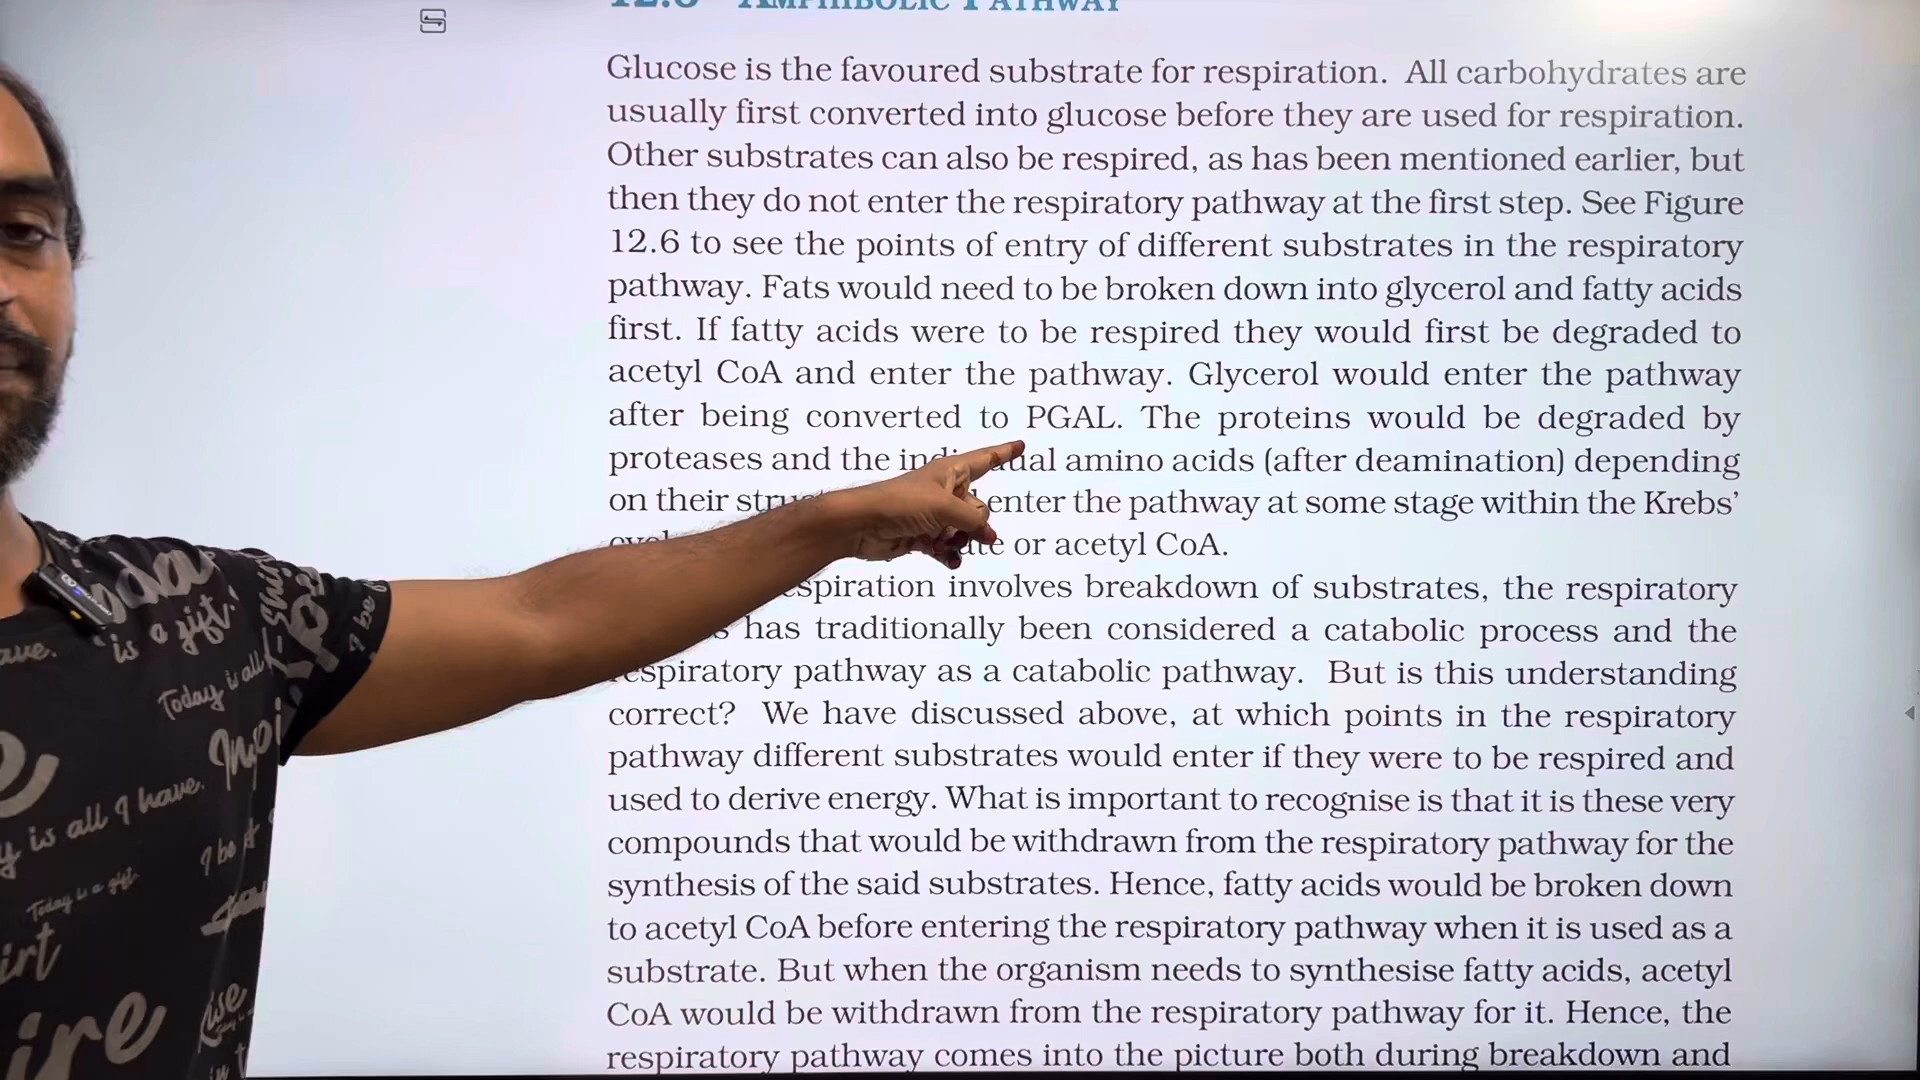 Glucose is the favoured substrate for respiration. All carbohydrates are
usually first converted into glucose before they are used for respiration.
Other substrates can also be respired, as has been mentioned earlier, but
then they do not enter the respiratory pathway at the first step. See Figure
12.6 to see the points of entry of different substrates in the respiratory
pathway. Fats would need to be broken down into glycerol and fatty acids
first. If fatty acids were to be respired they would first be degraded to
acetyl CoA and enter the pathway. Glycerol would enter the pathway
after being converted to PGAL. The proteins would be degraded by
proteases and the amino acids (after deamination) depending
on their enter the pathway at some stage within the Krebs'
or acetyl CoA.
involves breakdown of substrates, the respiratory
has traditionally been considered a catabolic process and the
respiratory pathway as a catabolic pathway. But is this understanding
correct? We have discussed above, at which points in the respiratory
pathway different substrates would enter if they were to be respired and
used to derive energy. What is important to recognise is that it is these very
compounds that would be withdrawn from the respiratory pathway for the
synthesis of the said substrates. Hence, fatty acids would be broken down
to acetyl CoA before entering the respiratory pathway when it is used as a
substrate. But when the organism needs to synthesise fatty acids, acetyl
CoA would be withdrawn from the respiratory pathway for it. Hence, the
respiratory pathway comes into the picture both during breakdown and
is a gift.
Today is all
y is all I have.
Today is a gift.